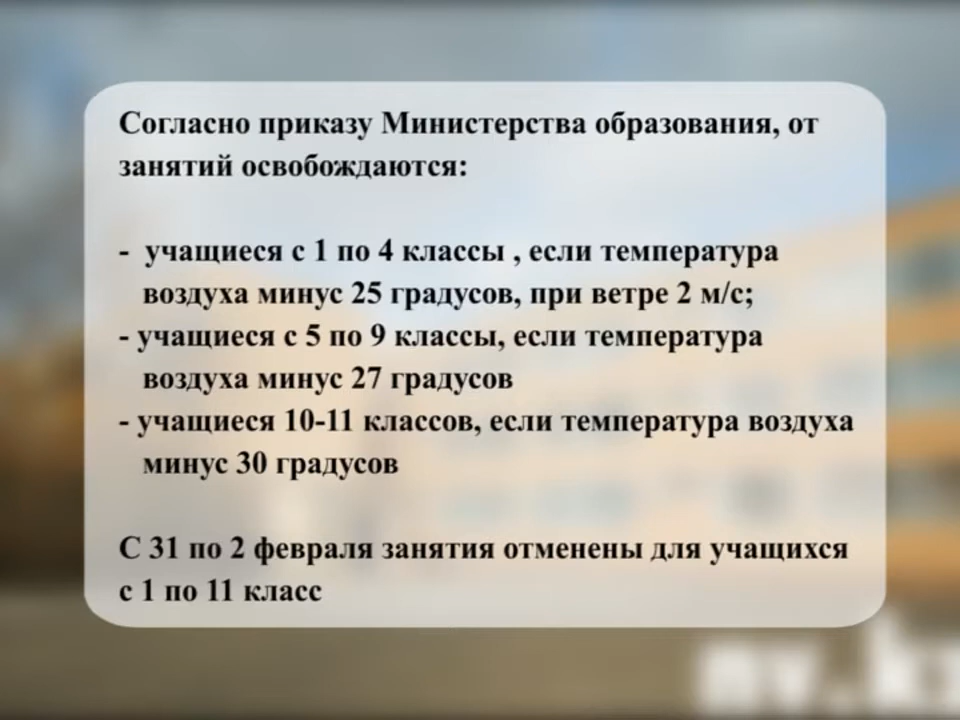 Согласно приказу Министерства образования, от
занятий освобождаются:
- учащиеся с 1 по 4 классы , если температура
воздуха минус 25 градусов, при ветре 2 м/с;
- учащиеся с 5 по 9 классы, если температура
воздуха минус 27 градусов
- учащиеся 10-11 классов, если температура воздуха
минус 30 градусов
С 31 по 2 февраля занятия отменены для учащихся
с 1 по 11 класс